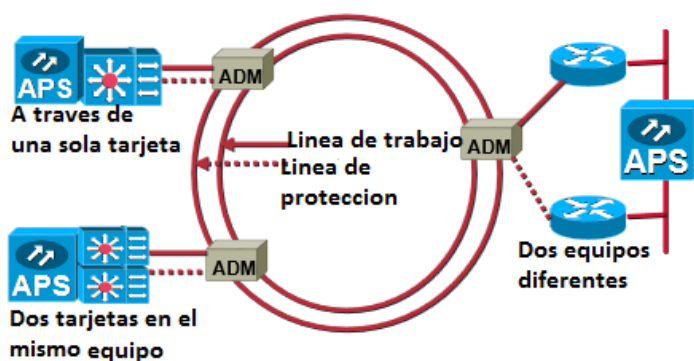 APS
ADM
A traves de
una sola tarjeta
Linea de trabajo
Linea de
proteccion
ADM
APS
APS
ADM
Dos tarjetas en el
mismo equipo
Dos equipos
diferentes